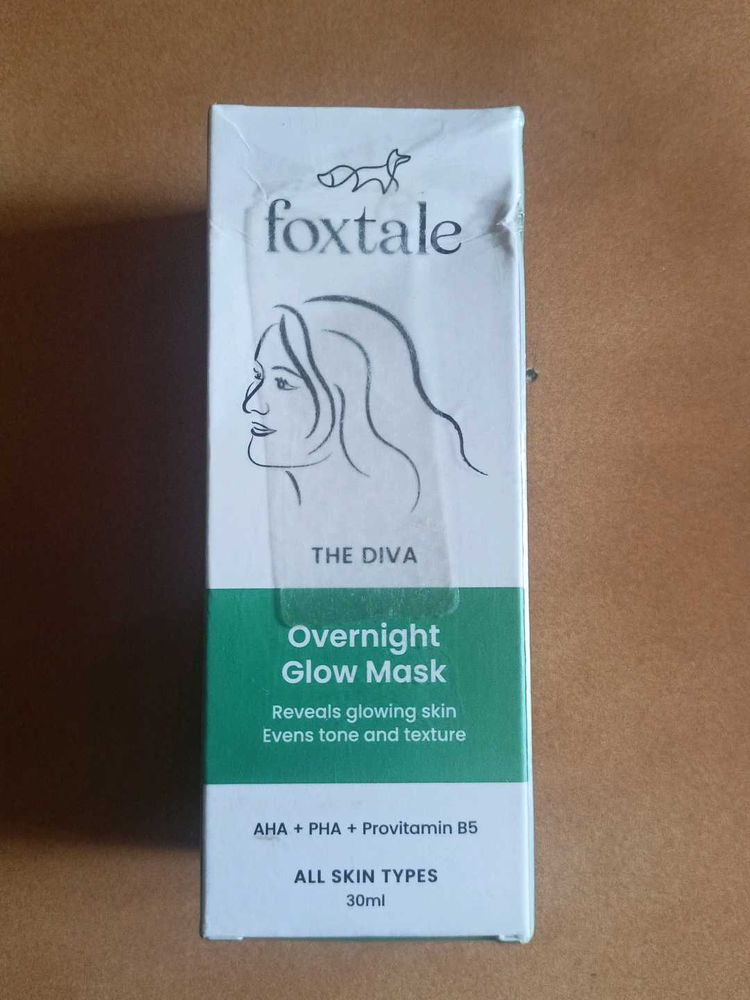 foxtale
THE DIVA
Overnight
Glow Mask
Reveals glowing skin
Evens tone and texture
AHA + PHA + Provitamin B5
ALL SKIN TYPES
30ml